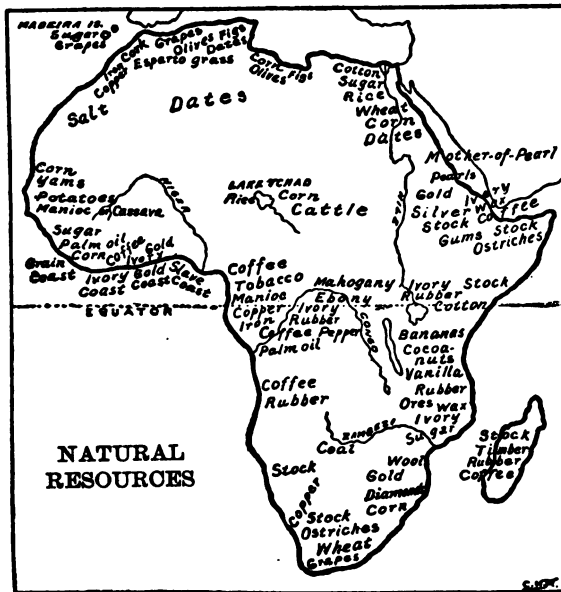 MADEIRA IS.
Sugar
Grapes
Copper
Iron
Cork
Grapes
Olives Figs
Dates
Esparto grass
Corn Figs
Olives
Cotton
Sugar
Rice
Wheat
Corn
Dates
Salt
Dates
Mother-of-Pearl
Pearls
Gold Ivery
Silver Wax
Stock Coffee
Gums Stock
Ostriches
Corn
Yams
Potatoes
Manioc Cassava
NIGER
LAKE TCHAD
Rice Corn
Cattle
NILE
Sugar
Palm oil
Corn Coffee Gold
Ivory
Grain
Coast
Ivory
Coast
Gold
Coast
Slave
Coast
EQUATOR
Coffee
Tobacco
Manioc
Copper
Iron
Mahogany
Ebony
Ivory
Rubber
Coffee Pepper
Palm oil
CONGO
Ivory Stock
Rubber
Cotton
Bananas
Cocoa-
nuts
Vanilla
Rubber
Ores Wax
Ivory
Sugar
Coffee
Rubber
ZAMBEZI
Coal
Stock
Timber
Rubber
Coffee
NATURAL
RESOURCES
Stock
Copper
Wool
Gold
Diamonds
Corn
Stock
Ostriches
Wheat
Grapes